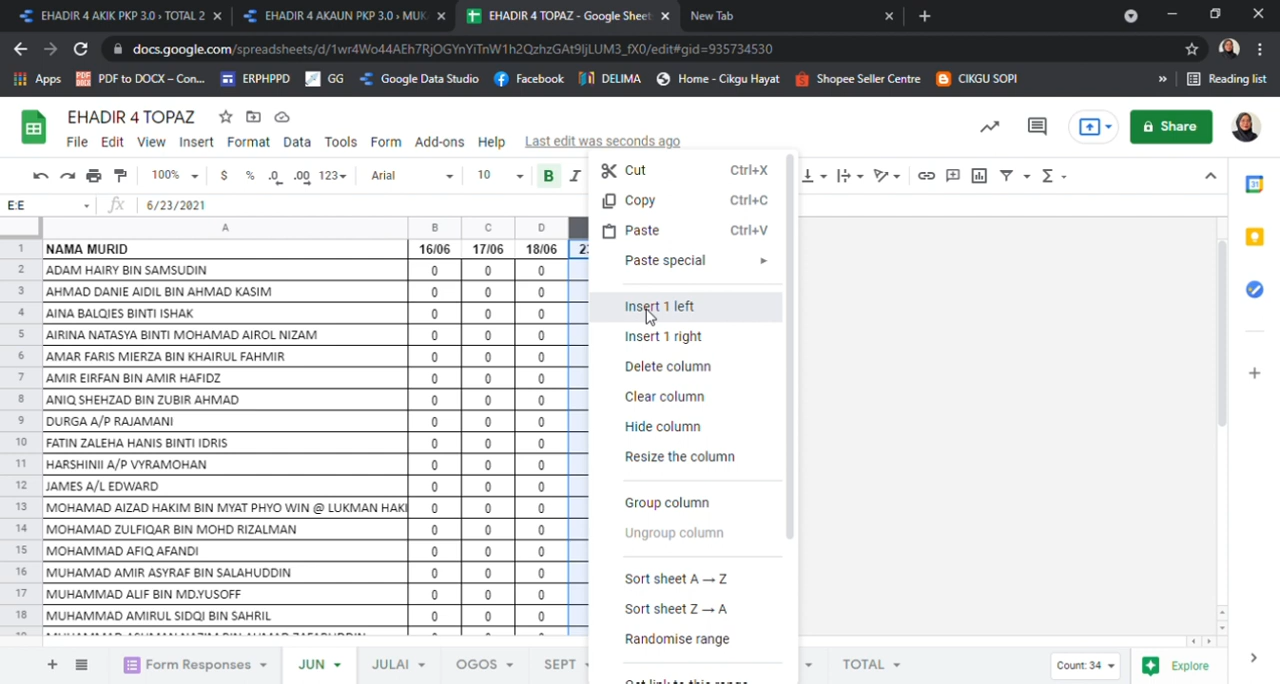 EHADIR 4 AKIK PKP 3.0 › TOTAL 2
EHADIR 4 AKAUN PKP 3.0 › MUK
EHADIR 4 TOPAZ - Google Sheet
New Tab
docs.google.com/spreadsheets/d/1wr4Wo44AEh7RjOGYnYiTnW1h2QzhzGAt9IjLUM3_fX0/edit#gid=935734530
Apps PDF to DOCX – Con... ERPHPPD GG Google Data Studio Facebook DELIMA Home - Cikgu Hayat Shopee Seller Centre CIKGU SOPI » Reading list
EHADIR 4 TOPAZ
Share
File Edit View Insert Format Data Tools Form Add-ons Help Last edit was seconds ago
100% $ % .0 .00 123 Arial 10 B I
E:E fx 6/23/2021
A B C D
1 NAMA MURID 16/06 17/06 18/06 2
2 ADAM HAIRY BIN SAMSUDIN 0 0 0
3 AHMAD DANIE AIDIL BIN AHMAD KASIM 0 0 0
4 AINA BALQIES BINTI ISHAK 0 0 0
5 AIRINA NATASYA BINTI MOHAMAD AIROL NIZAM 0 0 0
6 AMAR FARIS MIERZA BIN KHAIRUL FAHMIR 0 0 0
7 AMIR EIRFAN BIN AMIR HAFIDZ 0 0 0
8 ANIQ SHEHZAD BIN ZUBIR AHMAD 0 0 0
9 DURGA A/P RAJAMANI 0 0 0
10 FATIN ZALEHA HANIS BINTI IDRIS 0 0 0
11 HARSHINII A/P VYRAMOHAN 0 0 0
12 JAMES A/L EDWARD 0 0 0
13 MOHAMAD AIZAD HAKIM BIN MYAT PHYO WIN @ LUKMAN HAKI 0 0 0
14 MOHAMAD ZULFIQAR BIN MOHD RIZALMAN 0 0 0
15 MOHAMMAD AFIQ AFANDI 0 0 0
16 MUHAMAD AMIR ASYRAF BIN SALAHUDDIN 0 0 0
17 MUHAMMAD ALIF BIN MD.YUSOFF 0 0 0
18 MUHAMMAD AMIRUL SIDQI BIN SAHRIL 0 0 0
Cut Ctrl+X
Copy Ctrl+C
Paste Ctrl+V
Paste special
Insert 1 left
Insert 1 right
Delete column
Clear column
Hide column
Resize the column
Group column
Ungroup column
Sort sheet A → Z
Sort sheet Z → A
Randomise range
Form Responses JUN JULAI OGOS SEPT TOTAL Count: 34 Explore